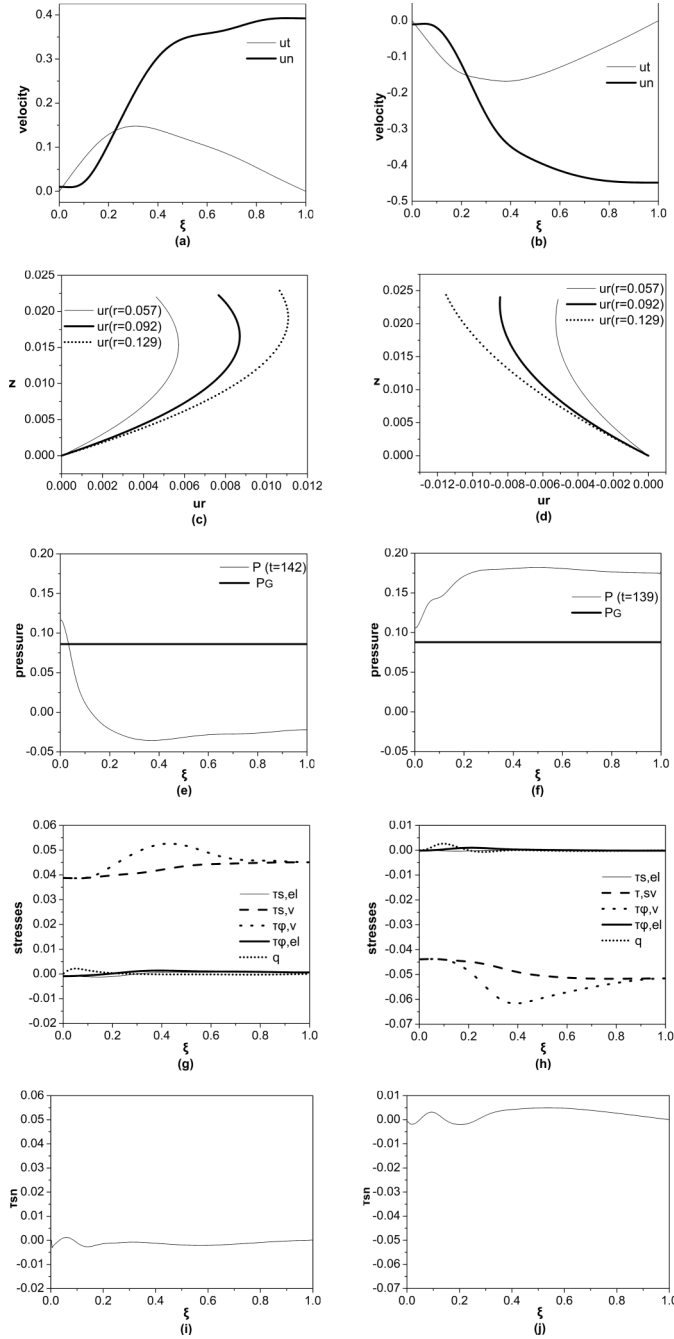 0.4
0.3
0.2
0.1
0.0
velocity
ut
un
0.0 0.2 0.4 0.6 0.8 1.0
ξ
(a)
0.0
-0.1
-0.2
-0.3
-0.4
-0.5
velocity
ut
un
0.0 0.2 0.4 0.6 0.8 1.0
ξ
(b)
0.025
0.020
0.015
0.010
0.005
0.000
z
ur(r=0.057)
ur(r=0.092)
ur(r=0.129)
0.000 0.002 0.004 0.006 0.008 0.010 0.012
ur
(c)
0.025
0.020
0.015
0.010
0.005
0.000
z
ur(r=0.057)
ur(r=0.092)
ur(r=0.129)
-0.012 -0.010 -0.008 -0.006 -0.004 -0.002 0.000
ur
(d)
0.20
0.15
0.10
0.05
0.00
-0.05
pressure
P (t=142)
PG
0.0 0.2 0.4 0.6 0.8 1.0
ξ
(e)
0.20
0.15
0.10
0.05
0.00
-0.05
pressure
P (t=139)
PG
0.0 0.2 0.4 0.6 0.8 1.0
ξ
(f)
0.06
0.05
0.04
0.03
0.02
0.01
0.00
-0.01
-0.02
stresses
τs,el
τs,v
τφ,v
τφ,el
q
0.0 0.2 0.4 0.6 0.8 1.0
ξ
(g)
0.01
0.00
-0.01
-0.02
-0.03
-0.04
-0.05
-0.06
-0.07
stresses
τs,el
τ,sv
τφ,v
τφ,el
q
0.0 0.2 0.4 0.6 0.8 1.0
ξ
(h)
0.06
0.05
0.04
0.03
0.02
0.01
0.00
-0.01
-0.02
τsn
0.0 0.2 0.4 0.6 0.8 1.0
ξ
(i)
0.01
0.00
-0.01
-0.02
-0.03
-0.04
-0.05
-0.06
-0.07
τsn
0.0 0.2 0.4 0.6 0.8 1.0
ξ
(j)